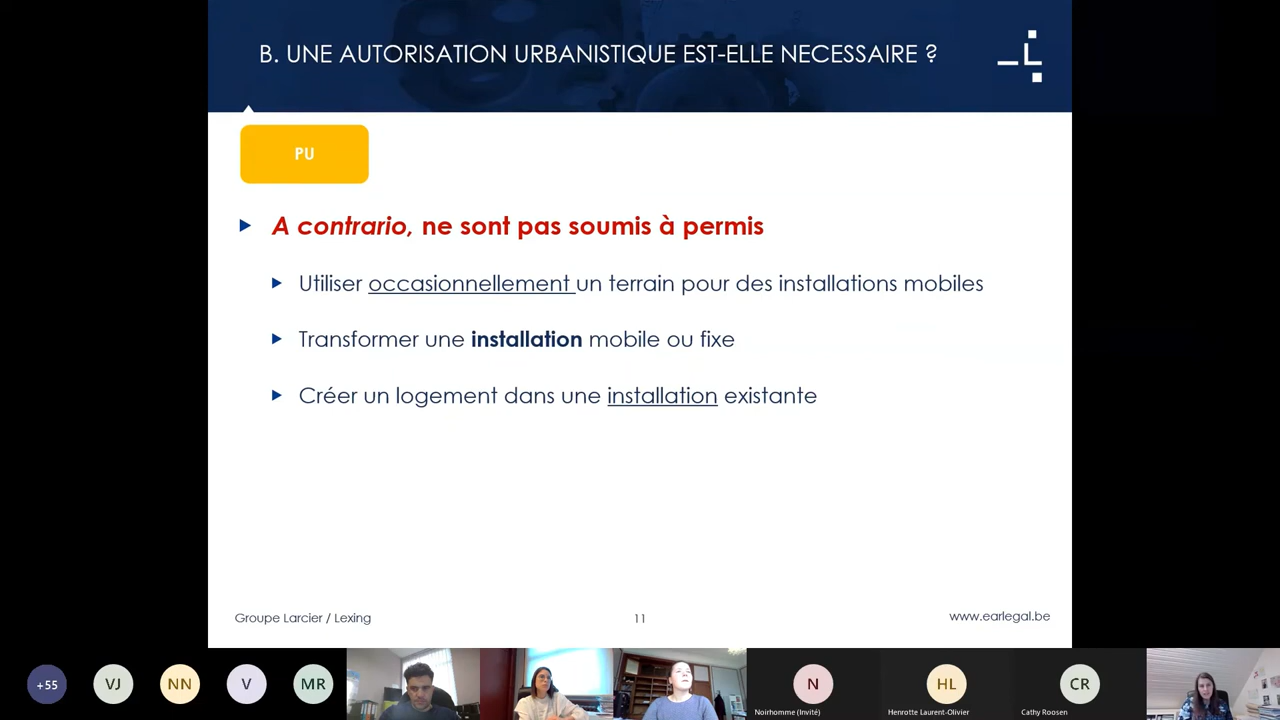 B. UNE AUTORISATION URBANISTIQUE EST-ELLE NECESSAIRE ?
PU
A contrario, ne sont pas soumis à permis
Utiliser occasionnellement un terrain pour des installations mobiles
Transformer une installation mobile ou fixe
Créer un logement dans une installation existante
Groupe Larcier / Lexing
11
www.earlegal.be
+55
VJ
NN
V
MR
N
HL
CR
Noirhomme (Invité)
Henrotte Laurent-Olivier
Cathy Roosen